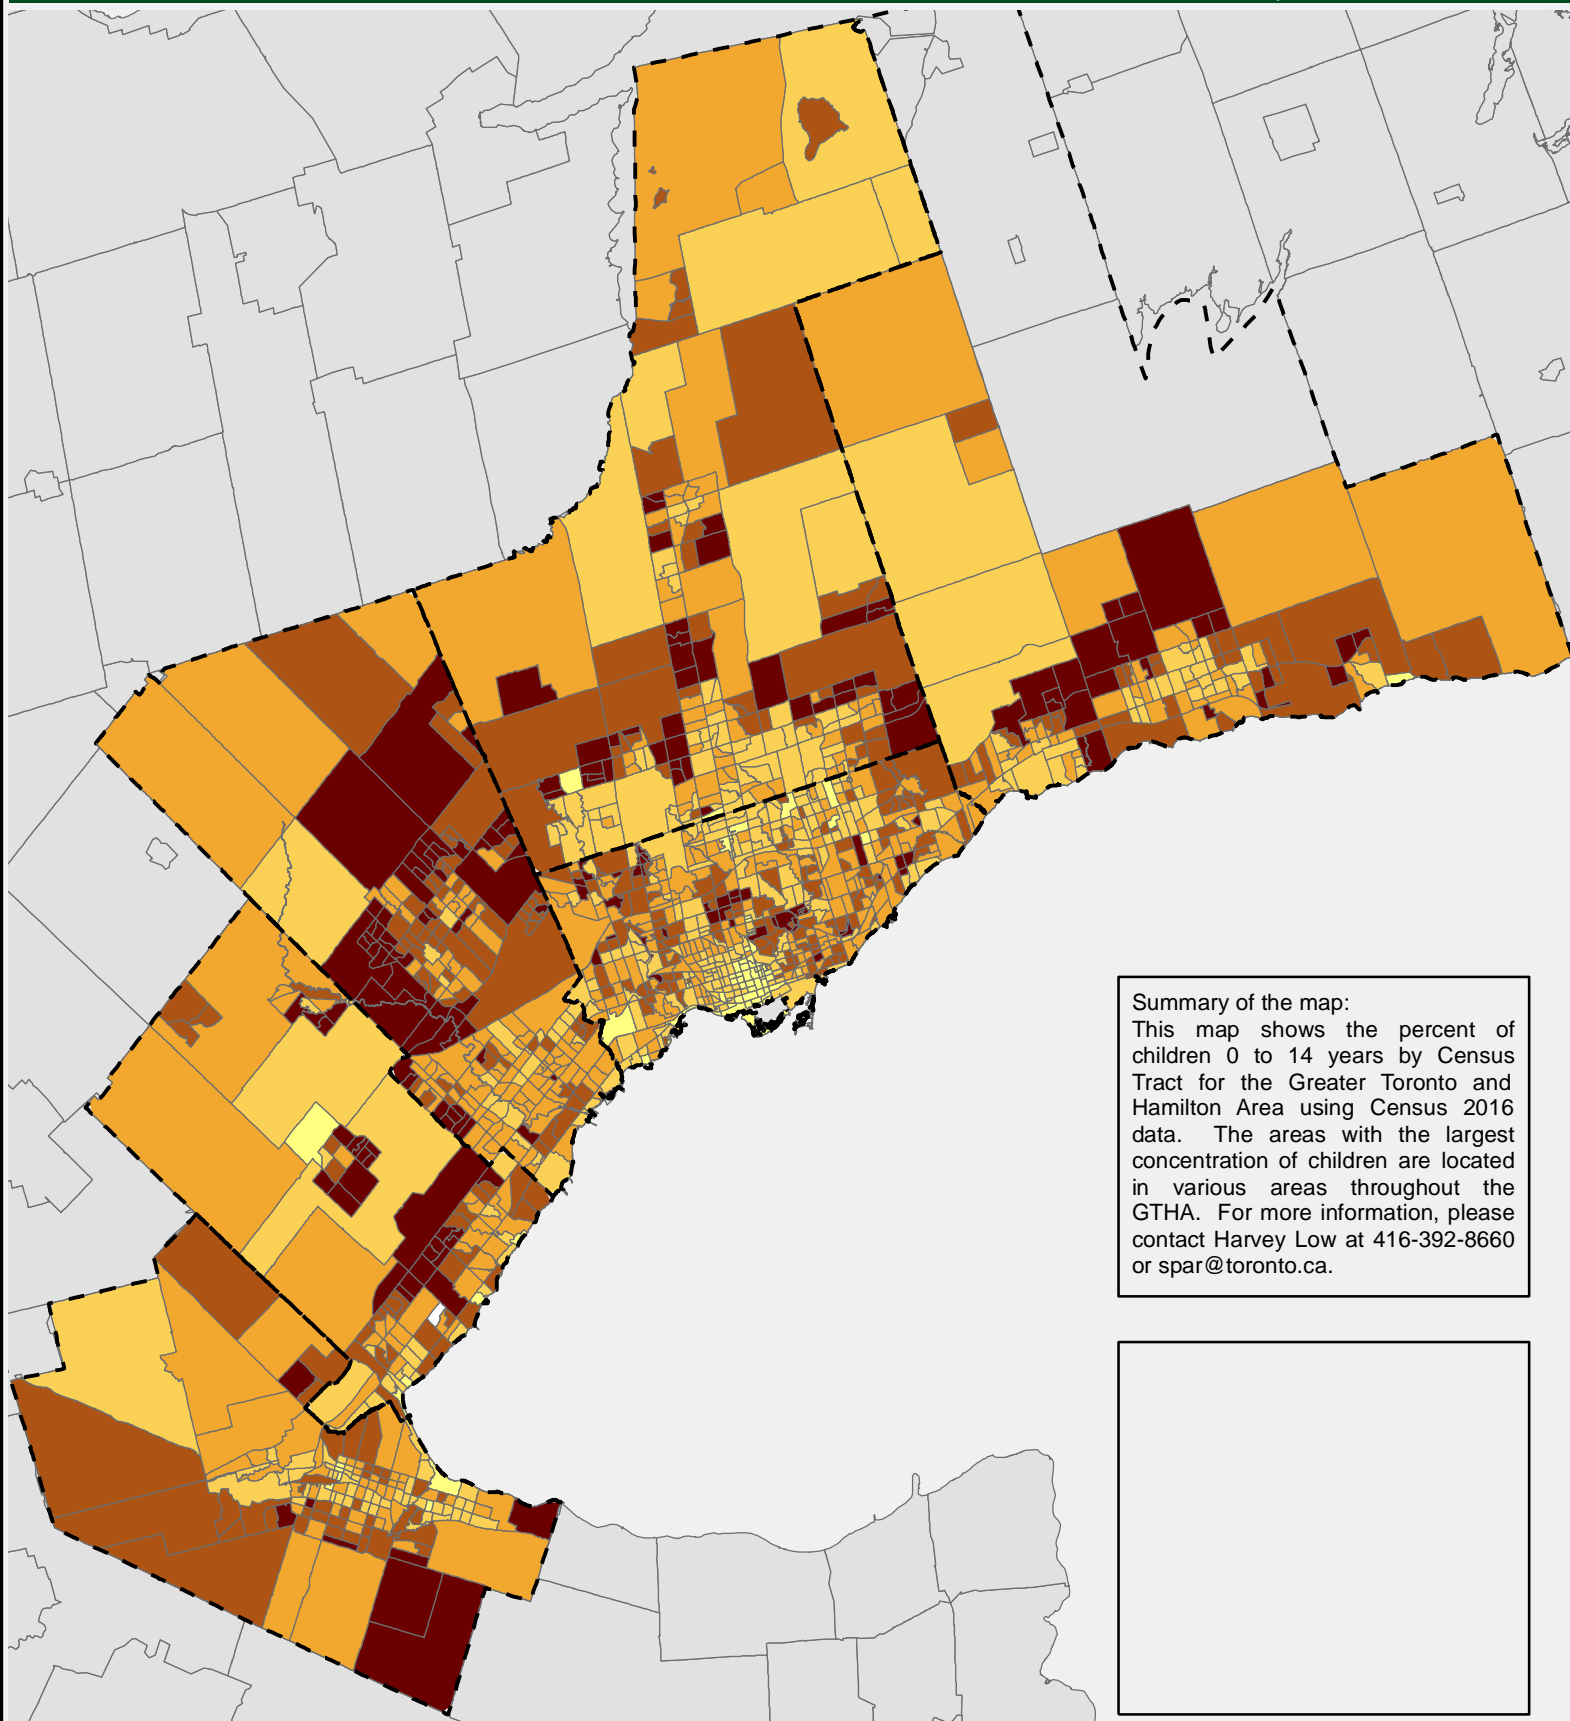 Summary of the map:
This map shows the percent of
children 0 to 14 years by Census
Tract for the Greater Toronto and
Hamilton Area using Census 2016
data. The areas with the largest
concentration of children are located
in various areas throughout the
GTHA. For more information, please
contact Harvey Low at 416-392-8660
or spar@toronto.ca.